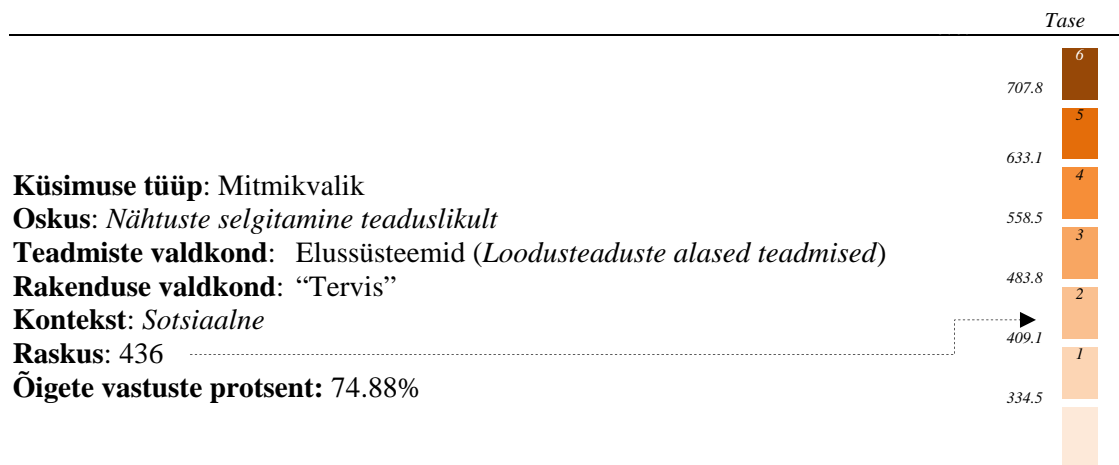 Tase
6
707.8
5
633.1
4
Küsimuse tüüp: Mitmikvalik
Oskus: Nähtuste selgitamine teaduslikult
558.5
3
Teadmiste valdkond: Elussüsteemid (Loodusteaduste alased teadmised)
483.8
Rakenduse valdkond: “Tervis”
2
Kontekst: Sotsiaalne
409.1
Raskus: 436
1
Õigete vastuste protsent: 74.88%
334.5